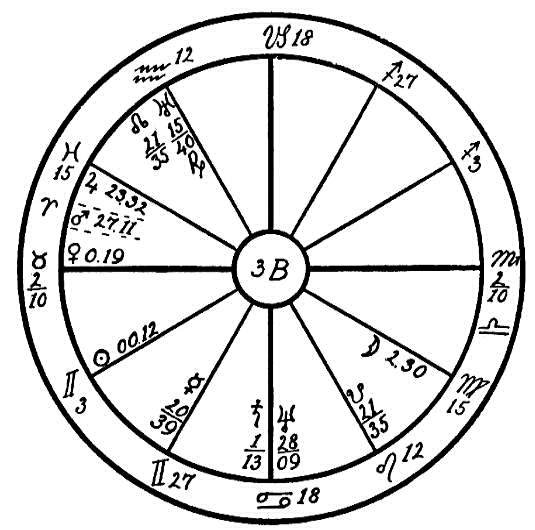 ♑18
♒12
♐27
♐3
☊ 21 35
♅ 15 40 ℞
♓ 15
♃ 23.32
♈
♂ 27.11
♀ 0.19
♉ 2 10
3B
♏ 2 10
♎
☉ 00.12
☽ 2.30
♊ 3
♍ 15
☿ 20 39
♄ 1 13
♆ 28 09
☋ 21 35
♊27
♌12
♋18